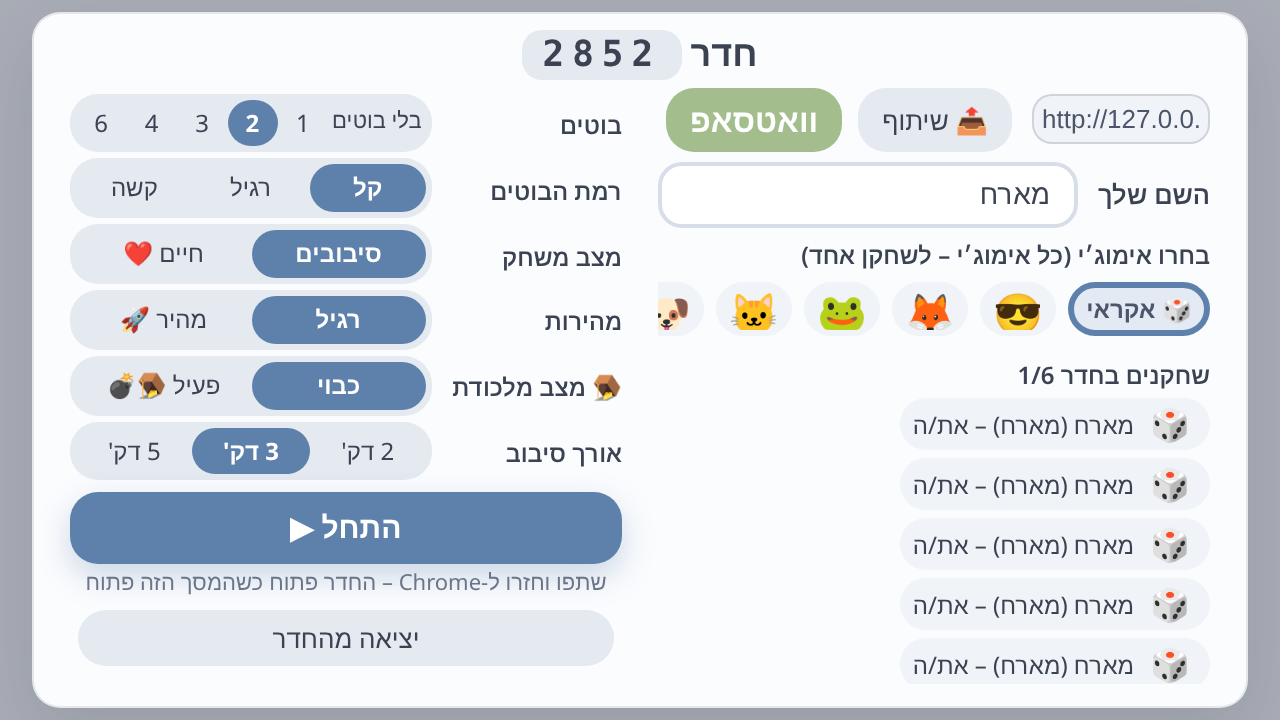 חדר 2852
http://127.0.0.
📤 שיתוף
וואטסאפ
השם שלך
מארח
בחרו אימוג׳י (כל אימוג׳י – לשחקן אחד)
🎲 אקראי
שחקנים בחדר 1/6
מארח (מארח) – את/ה
מארח (מארח) – את/ה
מארח (מארח) – את/ה
מארח (מארח) – את/ה
מארח (מארח) – את/ה
בוטים
בלי בוטים 1 2 3 4 6
רמת הבוטים
קל רגיל קשה
מצב משחק
סיבובים חיים ❤️
מהירות
רגיל מהיר 🚀
🪤 מצב מלכודת
כבוי פעיל 🪤💣
אורך סיבוב
2 דק' 3 דק' 5 דק'
התחל ▶
שתפו וחזרו ל-Chrome – החדר פתוח כשהמסך הזה פתוח
יציאה מהחדר